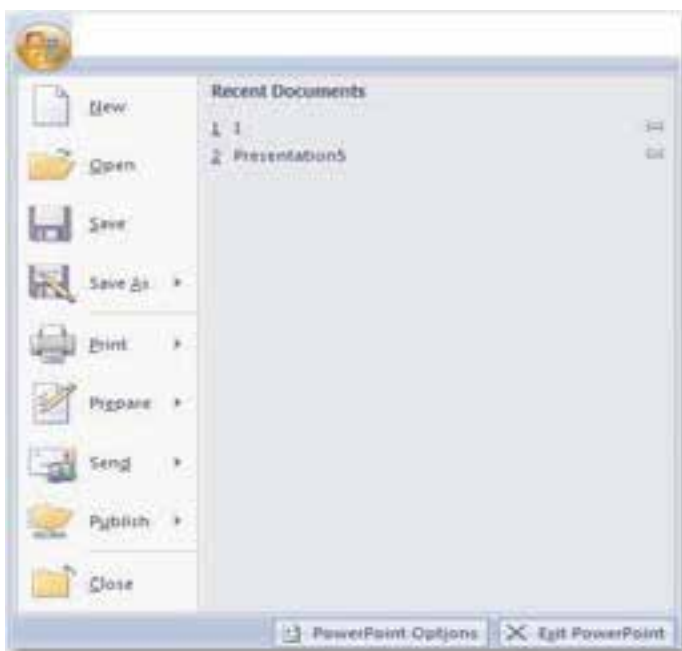 New
Open
Save
Save As
Print
Prepare
Send
Publish
Close
Recent Documents
1 1
2 Presentation5
PowerPoint Options
Exit PowerPoint